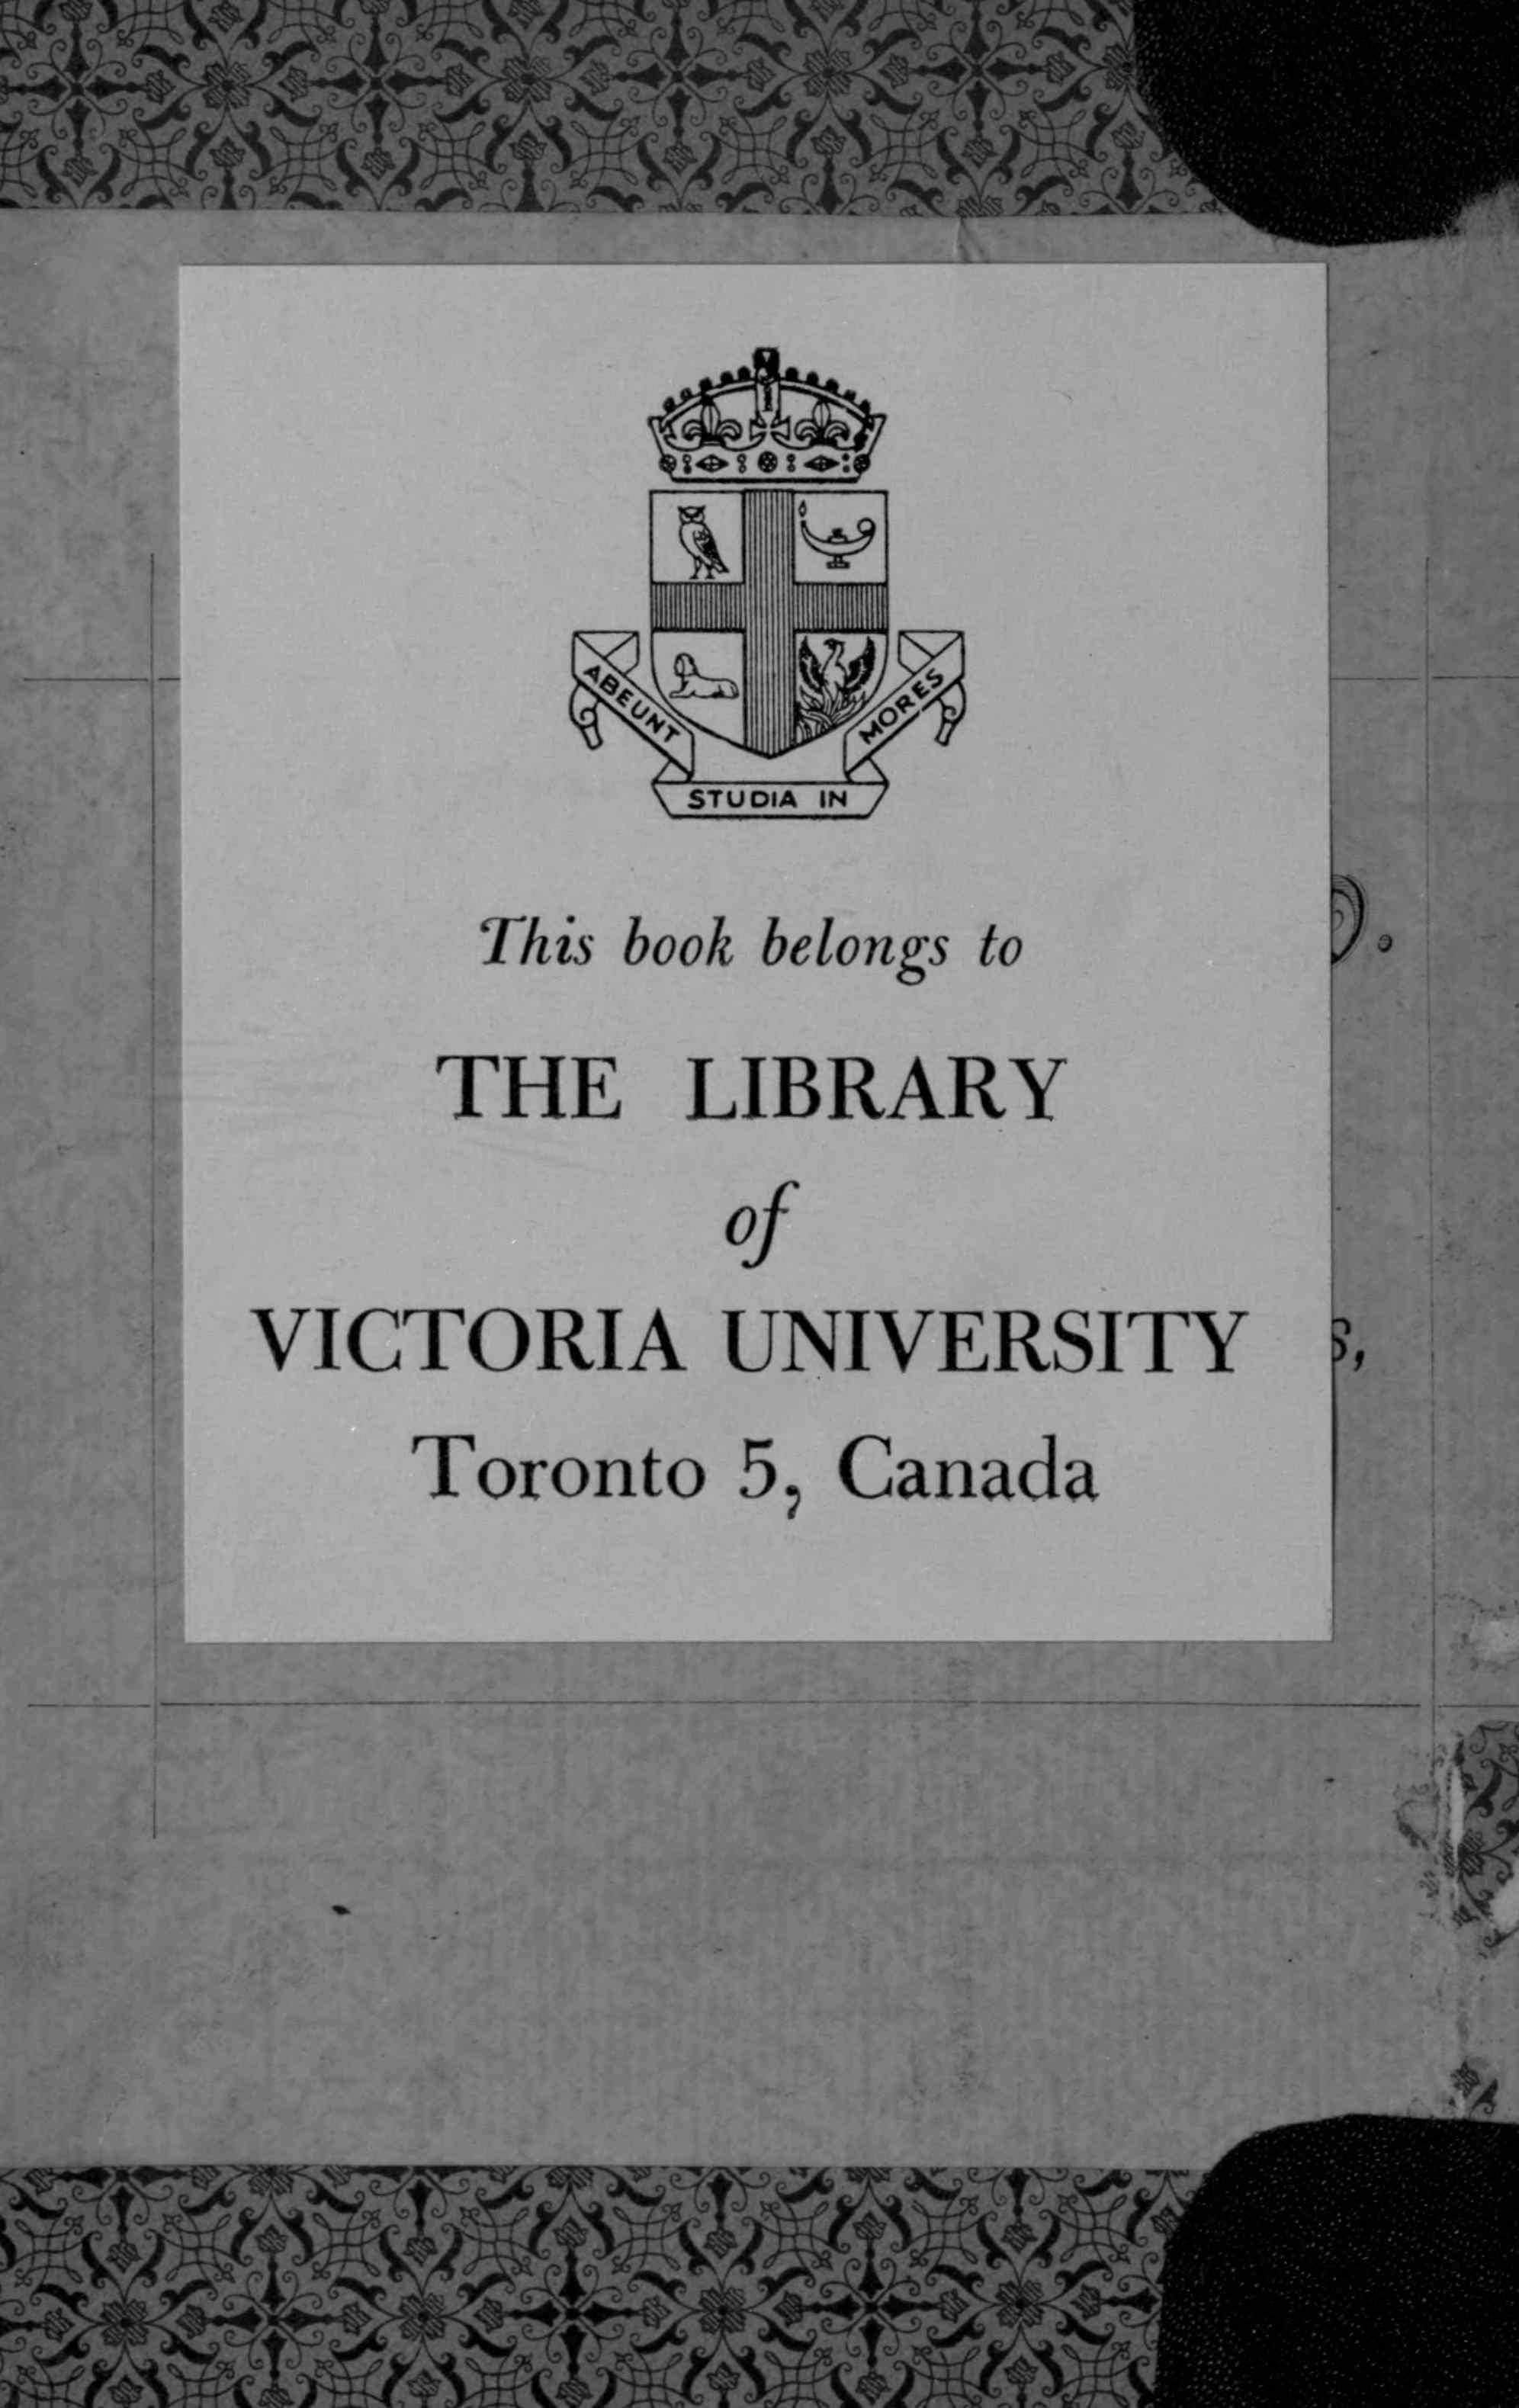 ABEUNT
STUDIA IN
MORES
This book belongs to
THE LIBRARY
of
VICTORIA UNIVERSITY
Toronto 5, Canada